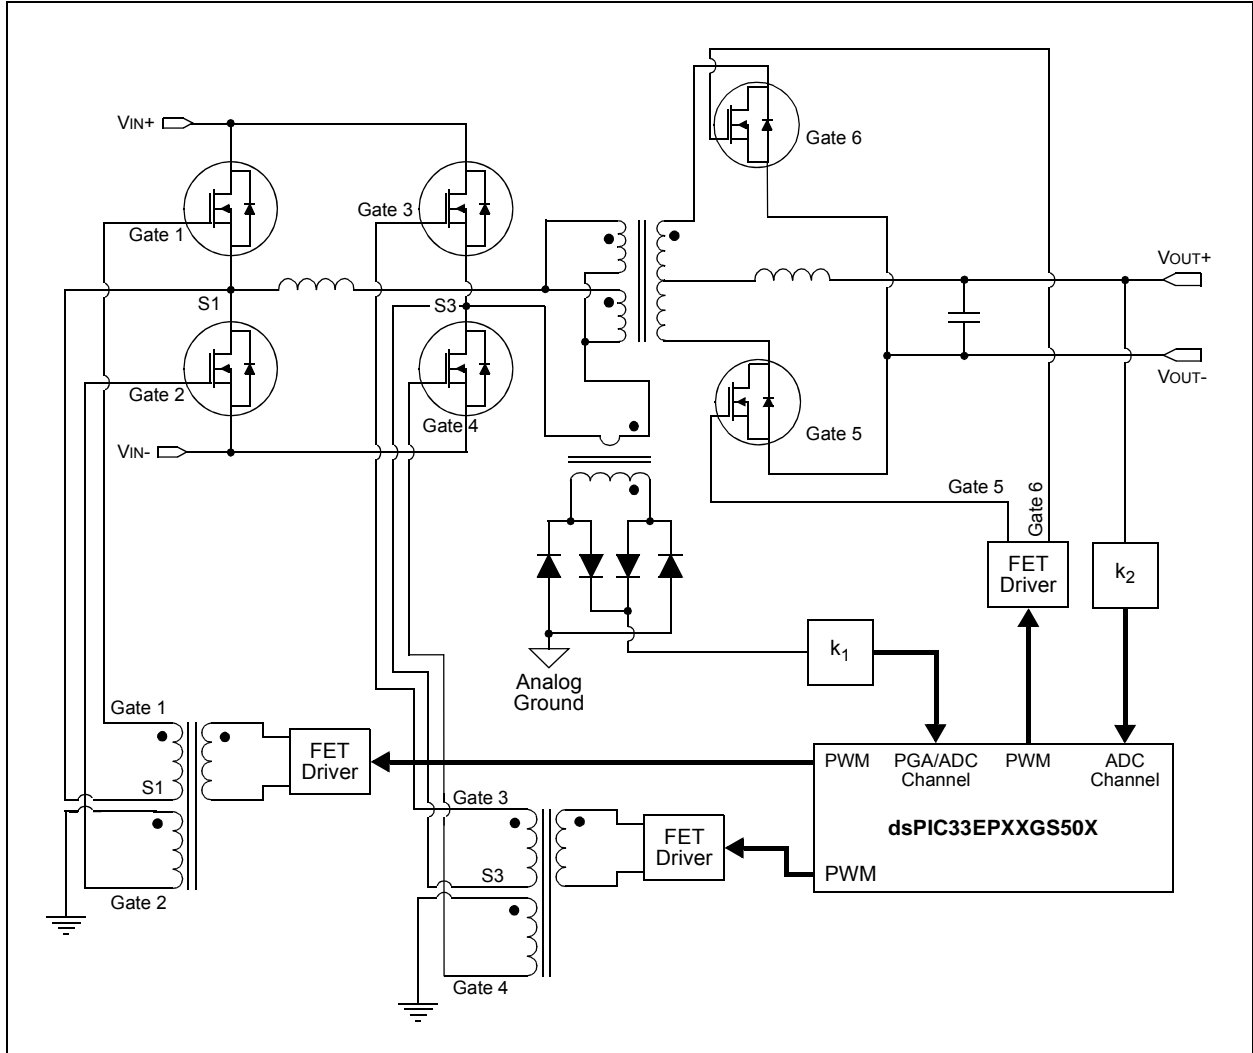 VIN+
Gate 1
S1
Gate 2
VIN-
Gate 3
S3
Gate 4
Gate 6
VOUT+
VOUT-
Gate 5
Gate 5
Gate 6
FET
Driver
k2
k1
Analog
Ground
Gate 1
S1
Gate 2
FET
Driver
Gate 3
S3
Gate 4
FET
Driver
PWM
PGA/ADC
Channel
PWM
ADC
Channel
dsPIC33EPXXGS50X
PWM